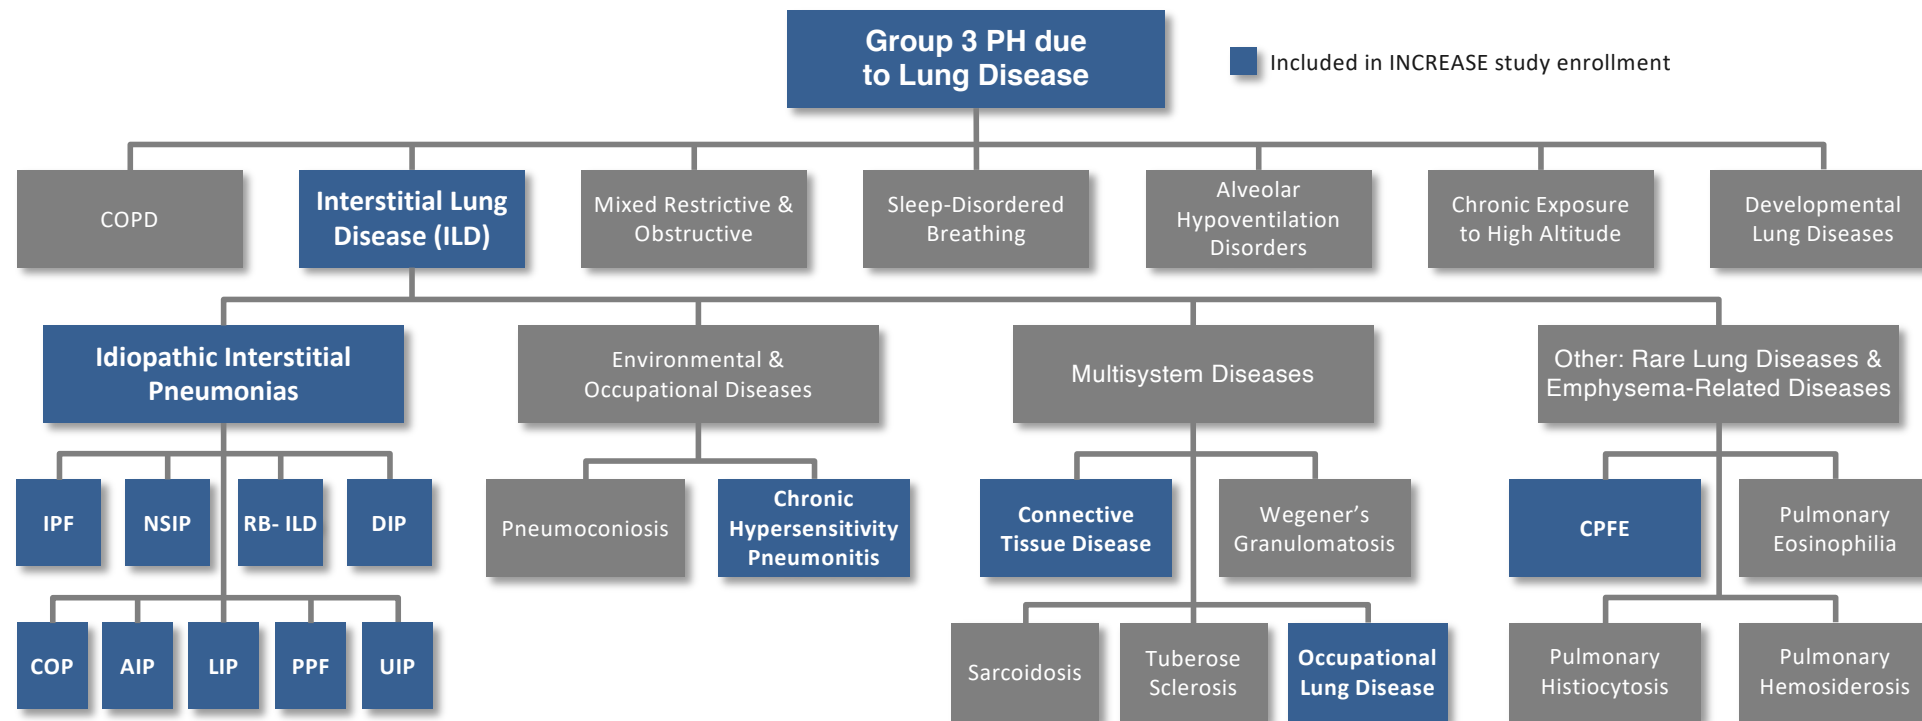 Group 3 PH due
to Lung Disease
Included in INCREASE study enrollment
COPD
Interstitial Lung
Disease (ILD)
Mixed Restrictive &
Obstructive
Sleep-Disordered
Breathing
Alveolar
Hypoventilation
Disorders
Chronic Exposure
to High Altitude
Developmental
Lung Diseases
Idiopathic Interstitial
Pneumonias
Environmental &
Occupational Diseases
Multisystem Diseases
Other: Rare Lung Diseases &
Emphysema-Related Diseases
IPF
NSIP
RB- ILD
DIP
Pneumoconiosis
Chronic
Hypersensitivity
Pneumonitis
Connective
Tissue Disease
Wegener's
Granulomatosis
CPFE
Pulmonary
Eosinophilia
COP
AIP
LIP
PPF
UIP
Sarcoidosis
Tuberose
Sclerosis
Occupational
Lung Disease
Pulmonary
Histiocytosis
Pulmonary
Hemosiderosis